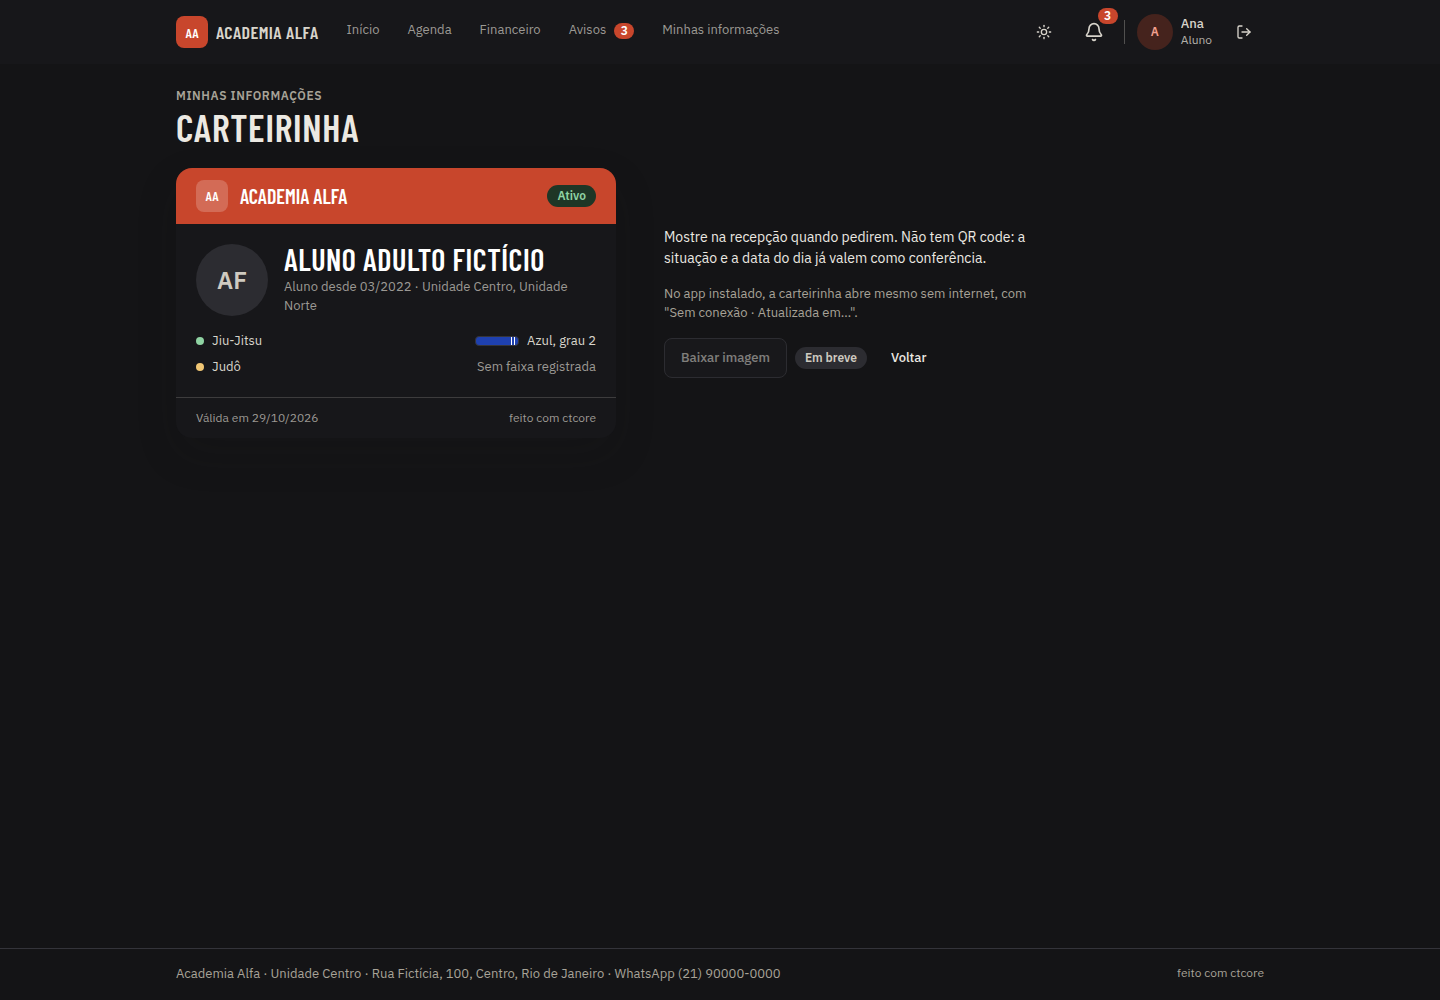 AA ACADEMIA ALFA Início Agenda Financeiro Avisos 3 Minhas informações 3 A Ana
Aluno
MINHAS INFORMAÇÕES
CARTEIRINHA
AA ACADEMIA ALFA Ativo
AF ALUNO ADULTO FICTÍCIO
Aluno desde 03/2022 · Unidade Centro, Unidade
Norte
Jiu-Jitsu Azul, grau 2
Judô Sem faixa registrada
Válida em 29/10/2026 feito com ctcore
Mostre na recepção quando pedirem. Não tem QR code: a
situação e a data do dia já valem como conferência.
No app instalado, a carteirinha abre mesmo sem internet, com
"Sem conexão · Atualizada em...".
Baixar imagem Em breve Voltar
Academia Alfa · Unidade Centro · Rua Fictícia, 100, Centro, Rio de Janeiro · WhatsApp (21) 90000-0000 feito com ctcore